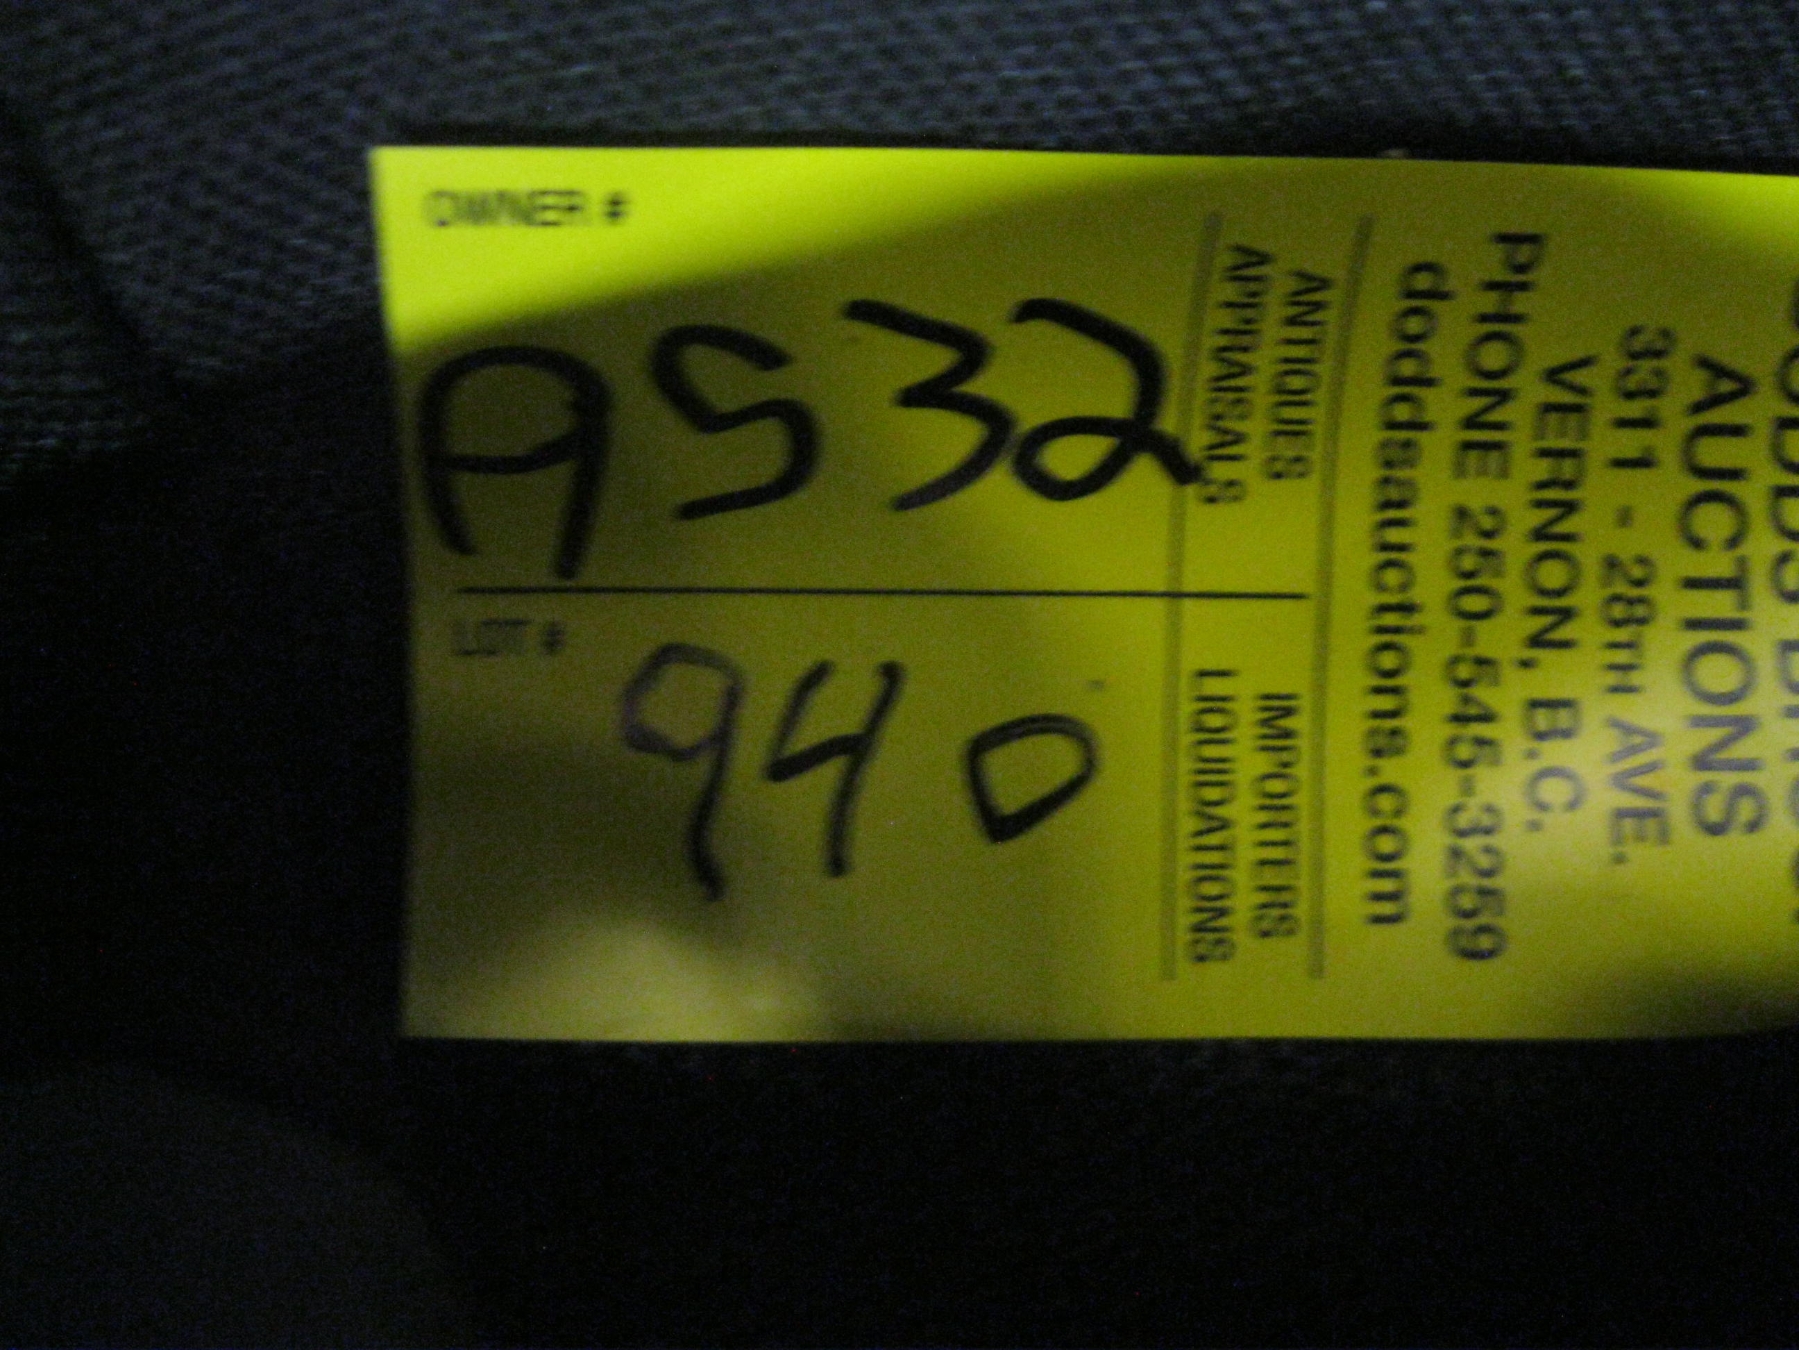 OWNER #
A532
LOT #
940
AUCTIONS
3311 - 28TH AVE.
VERNON, B.C.
PHONE 250-545-3259
doddsauctions.com
ANTIQUES
APPRAISALS
IMPORTERS
LIQUIDATIONS